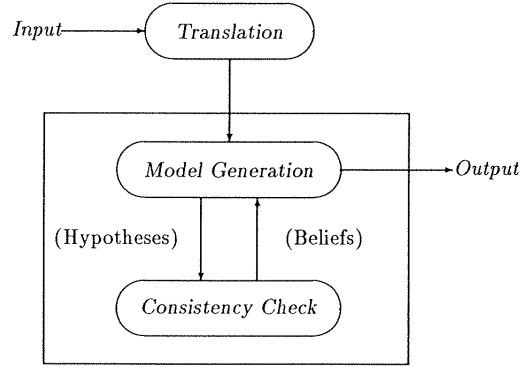 Input
Translation
Model Generation
Output
(Hypotheses)
(Beliefs)
Consistency Check